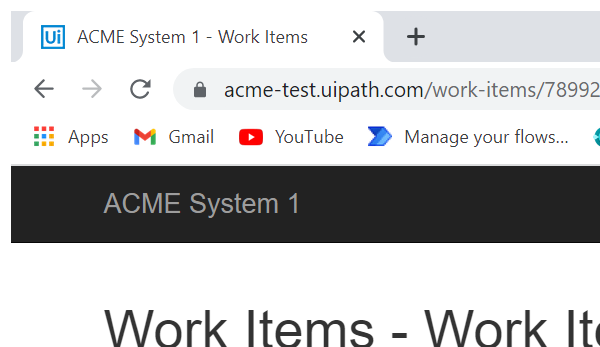 Ui ACME System 1 - Work Items
acme-test.uipath.com/work-items/78992
Apps Gmail YouTube Manage your flows...
ACME System 1
Work Items - Work Ite